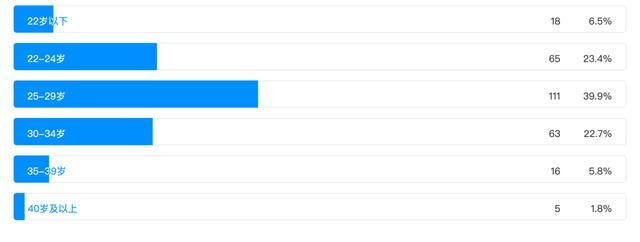 22岁以下 18 6.5%
22-24岁 65 23.4%
25-29岁 111 39.9%
30-34岁 63 22.7%
35-39岁 16 5.8%
40岁及以上 5 1.8%